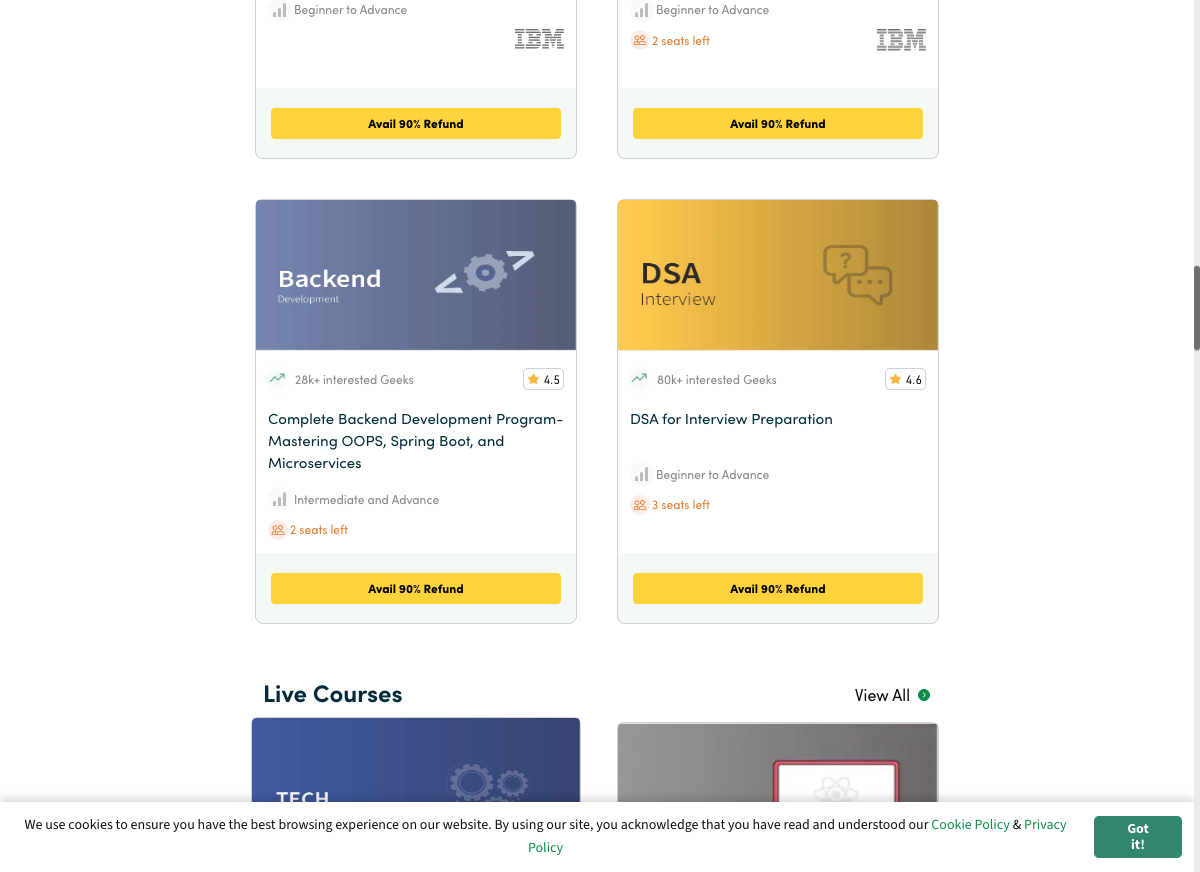 Beginner to Advance
IBM
Avail 90% Refund
Beginner to Advance
2 seats left
IBM
Avail 90% Refund
Backend
Development
28k+ interested Geeks
4.5
Complete Backend Development Program-
Mastering OOPS, Spring Boot, and
Microservices
Intermediate and Advance
2 seats left
Avail 90% Refund
DSA
Interview
?
80k+ interested Geeks
4.6
DSA for Interview Preparation
Beginner to Advance
3 seats left
Avail 90% Refund
Live Courses
View All
TECH
We use cookies to ensure you have the best browsing experience on our website. By using our site, you acknowledge that you have read and understood our Cookie Policy & Privacy
Policy
Got
it!